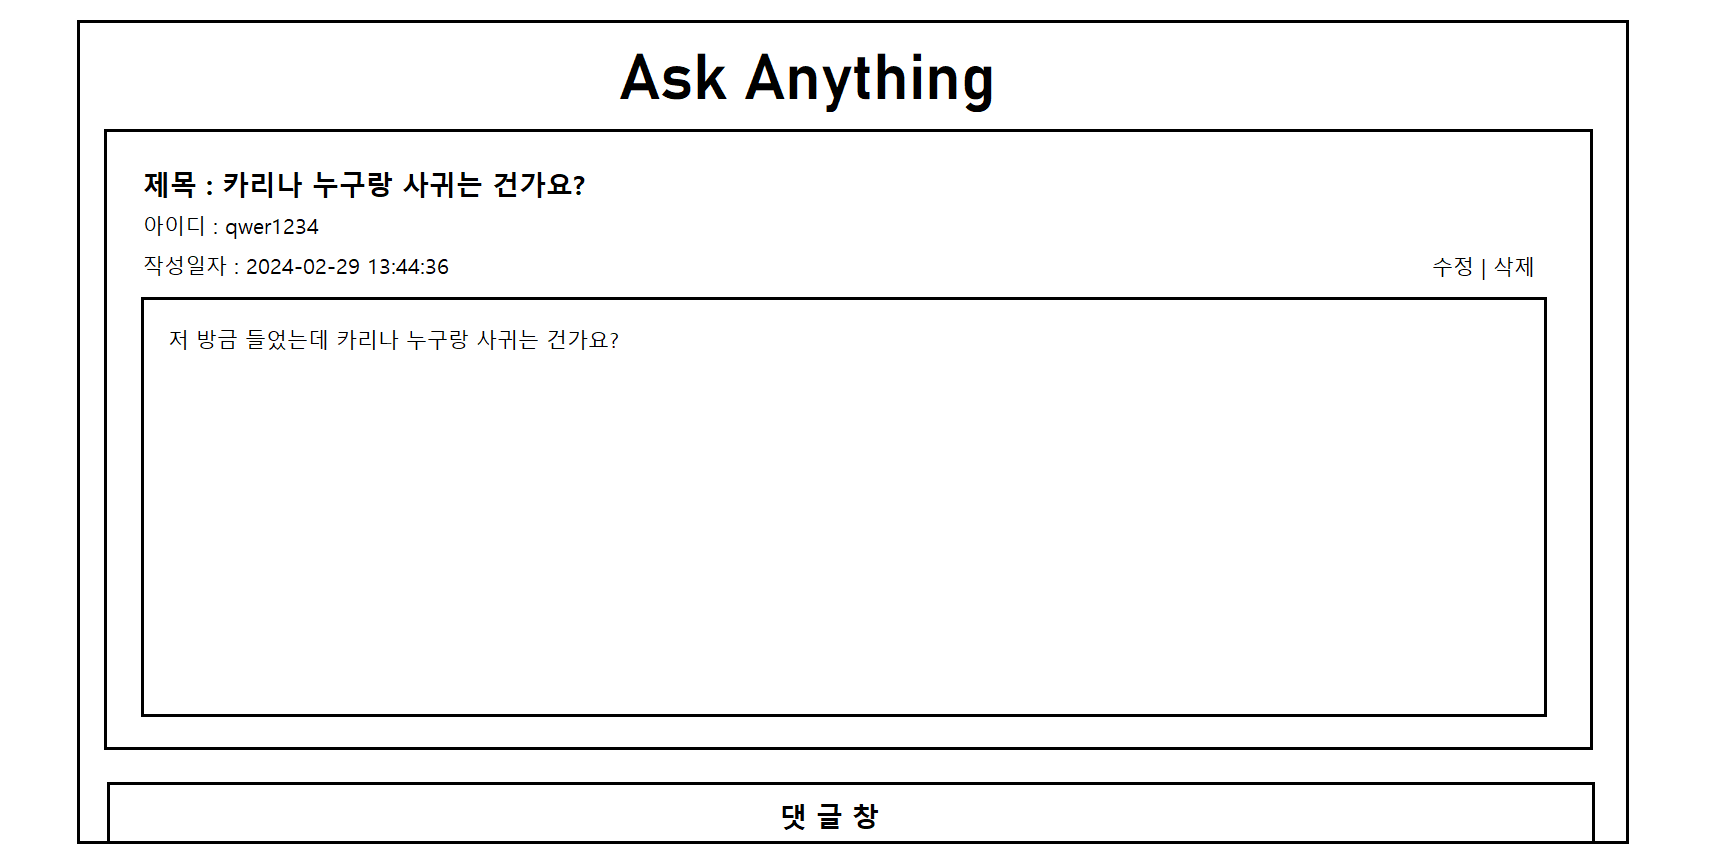 Ask Anything
제목 : 카리나 누구랑 사귀는 건가요?
아이디 : qwer1234
작성일자 : 2024-02-29 13:44:36
수정 | 삭제
저 방금 들었는데 카리나 누구랑 사귀는 건가요?
댓 글 창